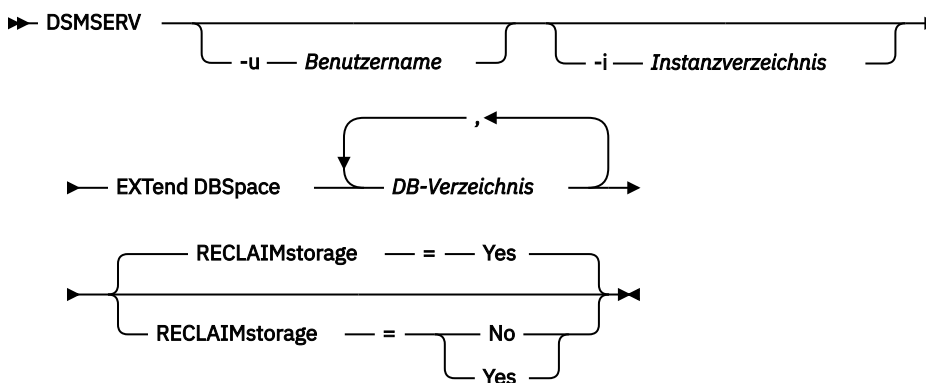 DSMSERV
-u Benutzername
-i Instanzverzeichnis
,
EXTend DBSpace DB-Verzeichnis
RECLAIMstorage = Yes
RECLAIMstorage = No
Yes